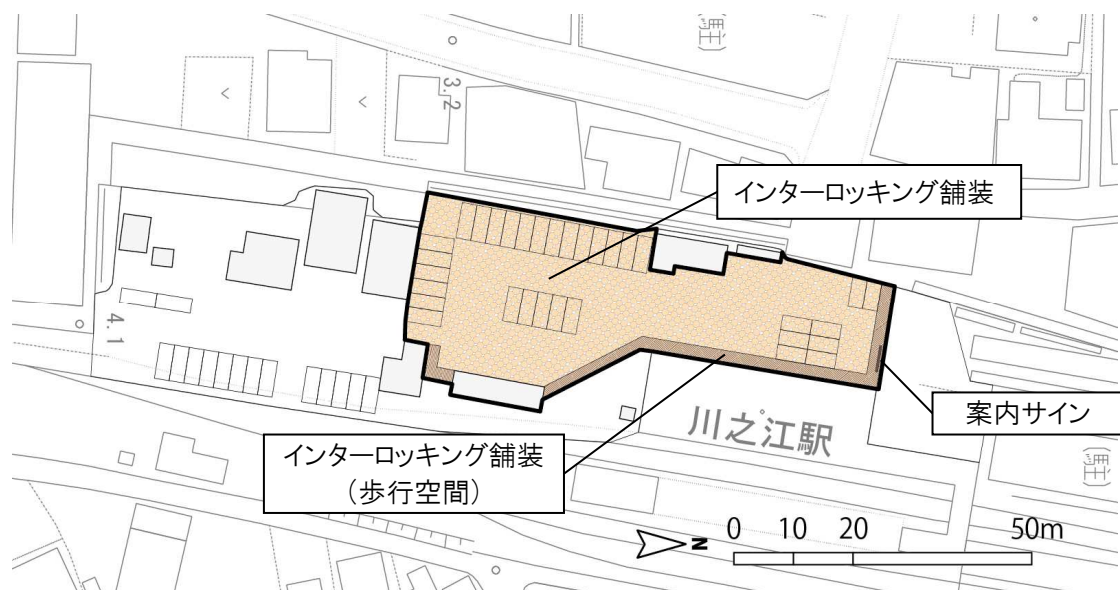 (駐)
3.2
インターロッキング舗装
4.1
案内サイン
川之江駅
インターロッキング舗装
(歩行空間)
(駐)
N
0 10 20 50m